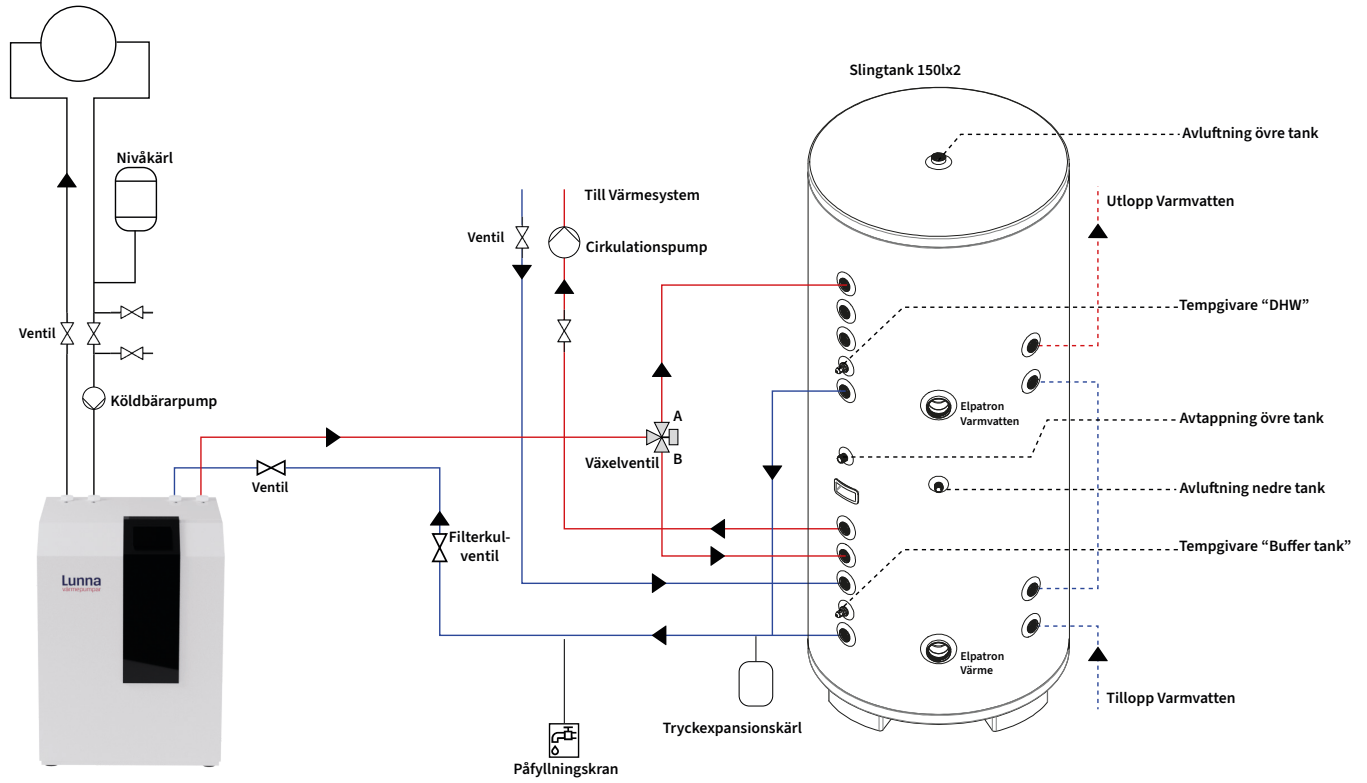 Slingtank 150lx2
Avluftning övre tank
Nivåkärl
Till Värmesystem
Utlopp Varmvatten
Ventil
Cirkulationspump
Tempgivare “DHW”
Ventil
Köldbärarpump
Elpatron
Varmvatten
A
Växelventil
B
Avtappning övre tank
Ventil
Avluftning nedre tank
Filterkul-
ventil
Tempgivare “Buffer tank”
Lunna
värmepumpar
Elpatron
Värme
Tillopp Varmvatten
Tryckexpansionskärl
Påfyllningskran